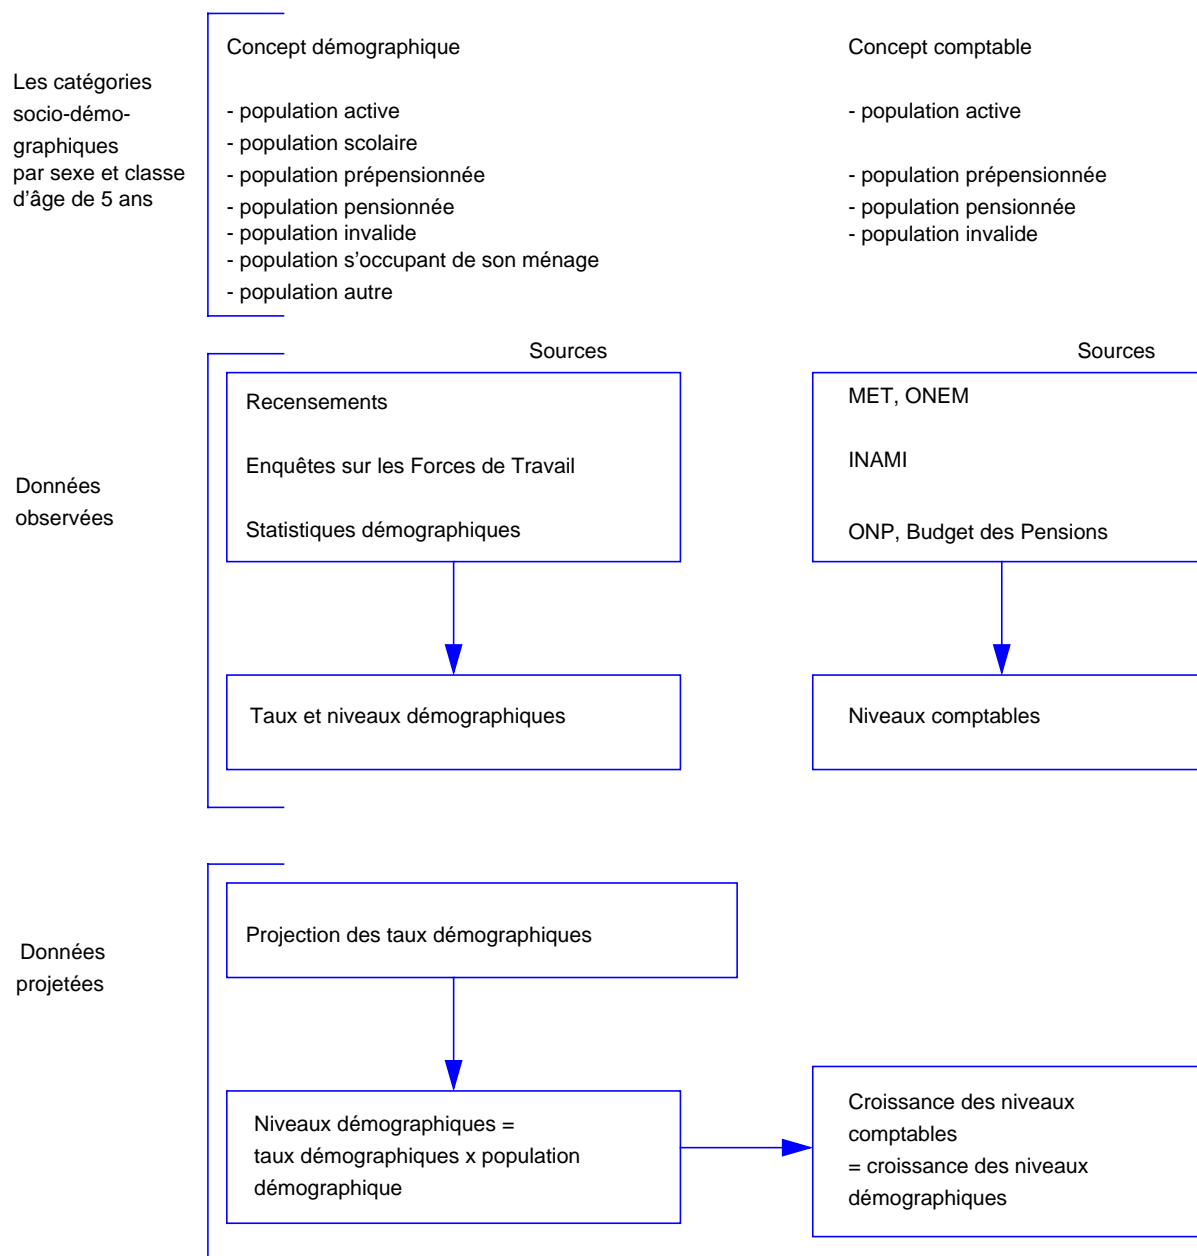 Concept démographique
Concept comptable
Les catégories
socio-démo-
graphiques
par sexe et classe
d'âge de 5 ans
- population active
- population scolaire
- population prépensionnée
- population pensionnée
- population invalide
- population s'occupant de son ménage
- population autre
- population active
- population prépensionnée
- population pensionnée
- population invalide
Sources
Sources
Données
observées
Recensements
Enquêtes sur les Forces de Travail
Statistiques démographiques
MET, ONEM
INAMI
ONP, Budget des Pensions
Taux et niveaux démographiques
Niveaux comptables
Données
projetées
Projection des taux démographiques
Niveaux démographiques =
taux démographiques x population
démographique
Croissance des niveaux
comptables
= croissance des niveaux
démographiques